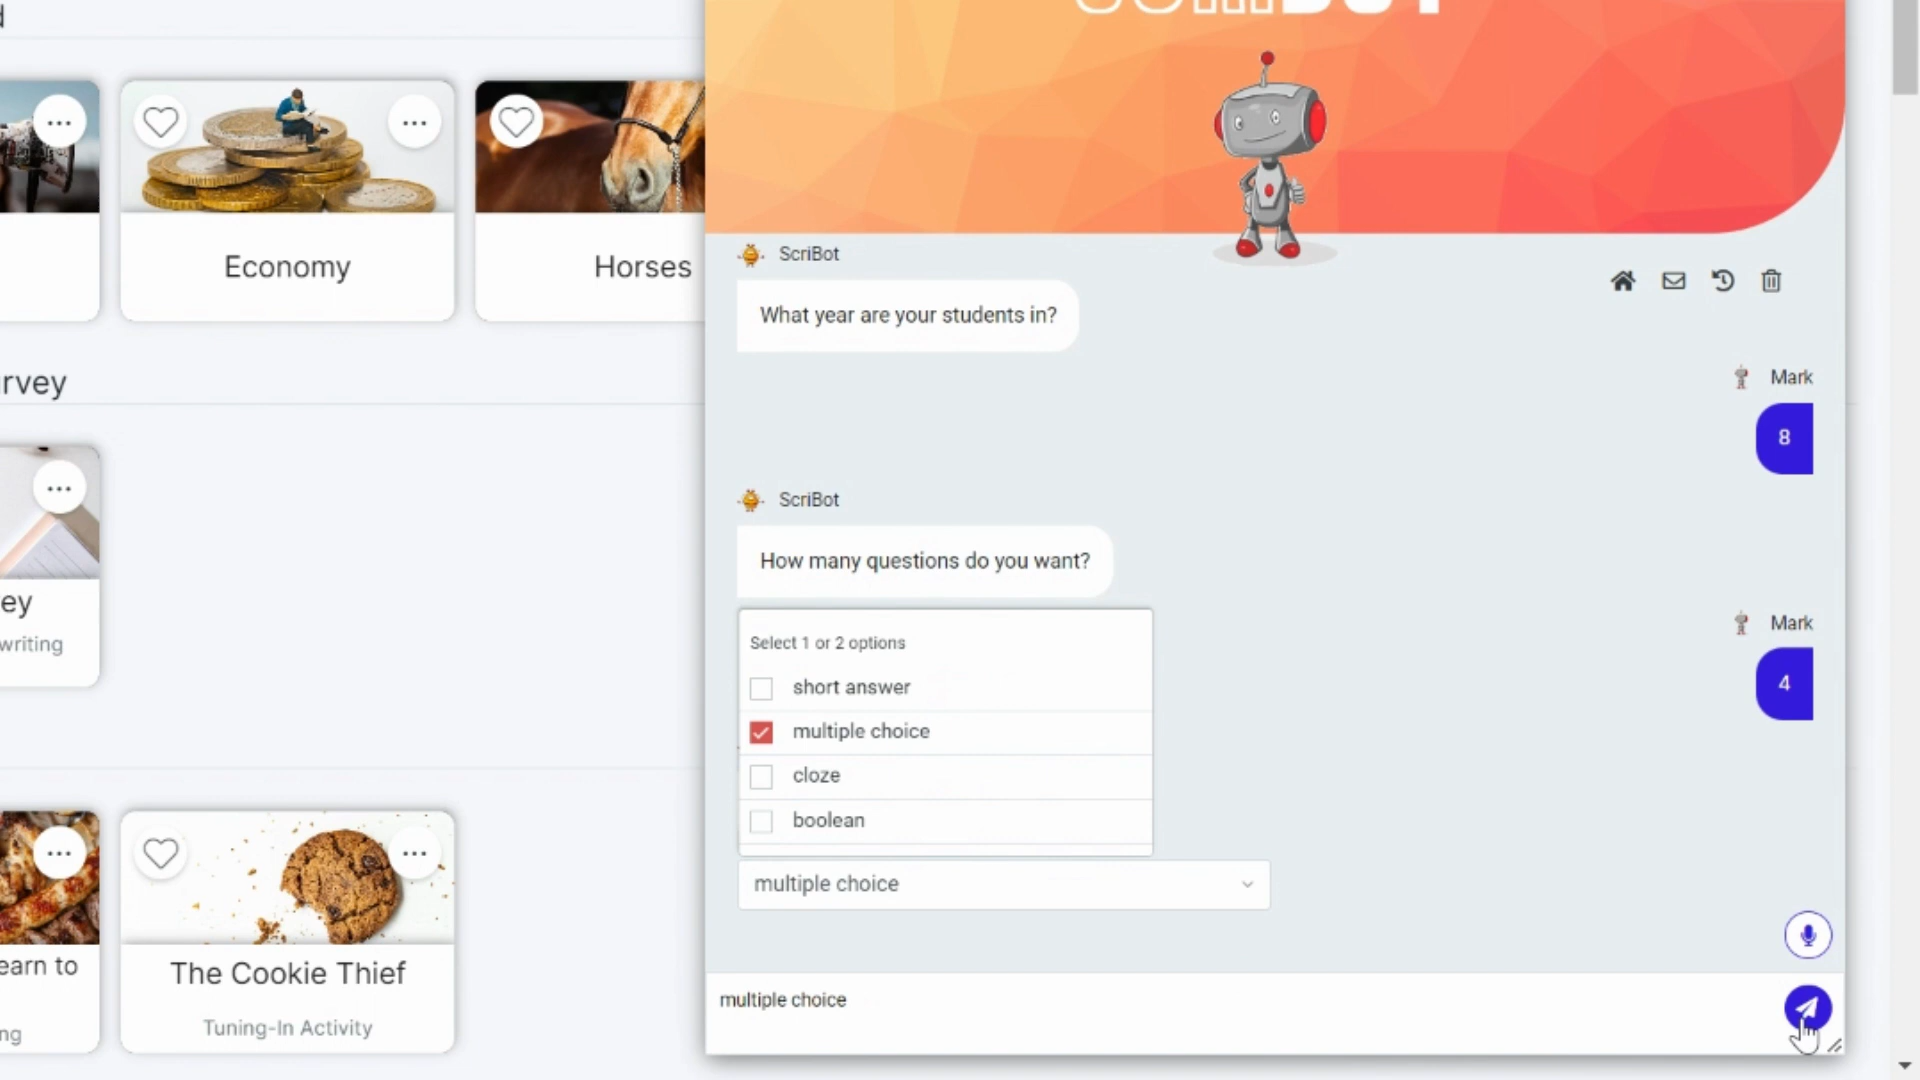 Economy
Horses
rvey
ey
writing
earn to
ng
The Cookie Thief
Tuning-In Activity
ScriBot
What year are your students in?
Mark
8
ScriBot
How many questions do you want?
Mark
4
Select 1 or 2 options
short answer
multiple choice
cloze
boolean
multiple choice
multiple choice